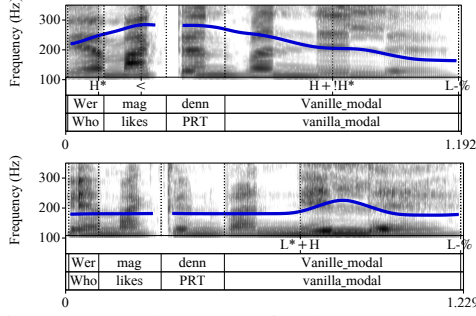 Frequency (Hz)
300
200
100
H* < H+!H* L-%
Wer mag denn Vanille_modal
Who likes PRT vanilla_modal
0 1.192
Frequency (Hz)
300
200
100
L*+H L-%
Wer mag denn Vanille_modal
Who likes PRT vanilla_modal
0 1.229